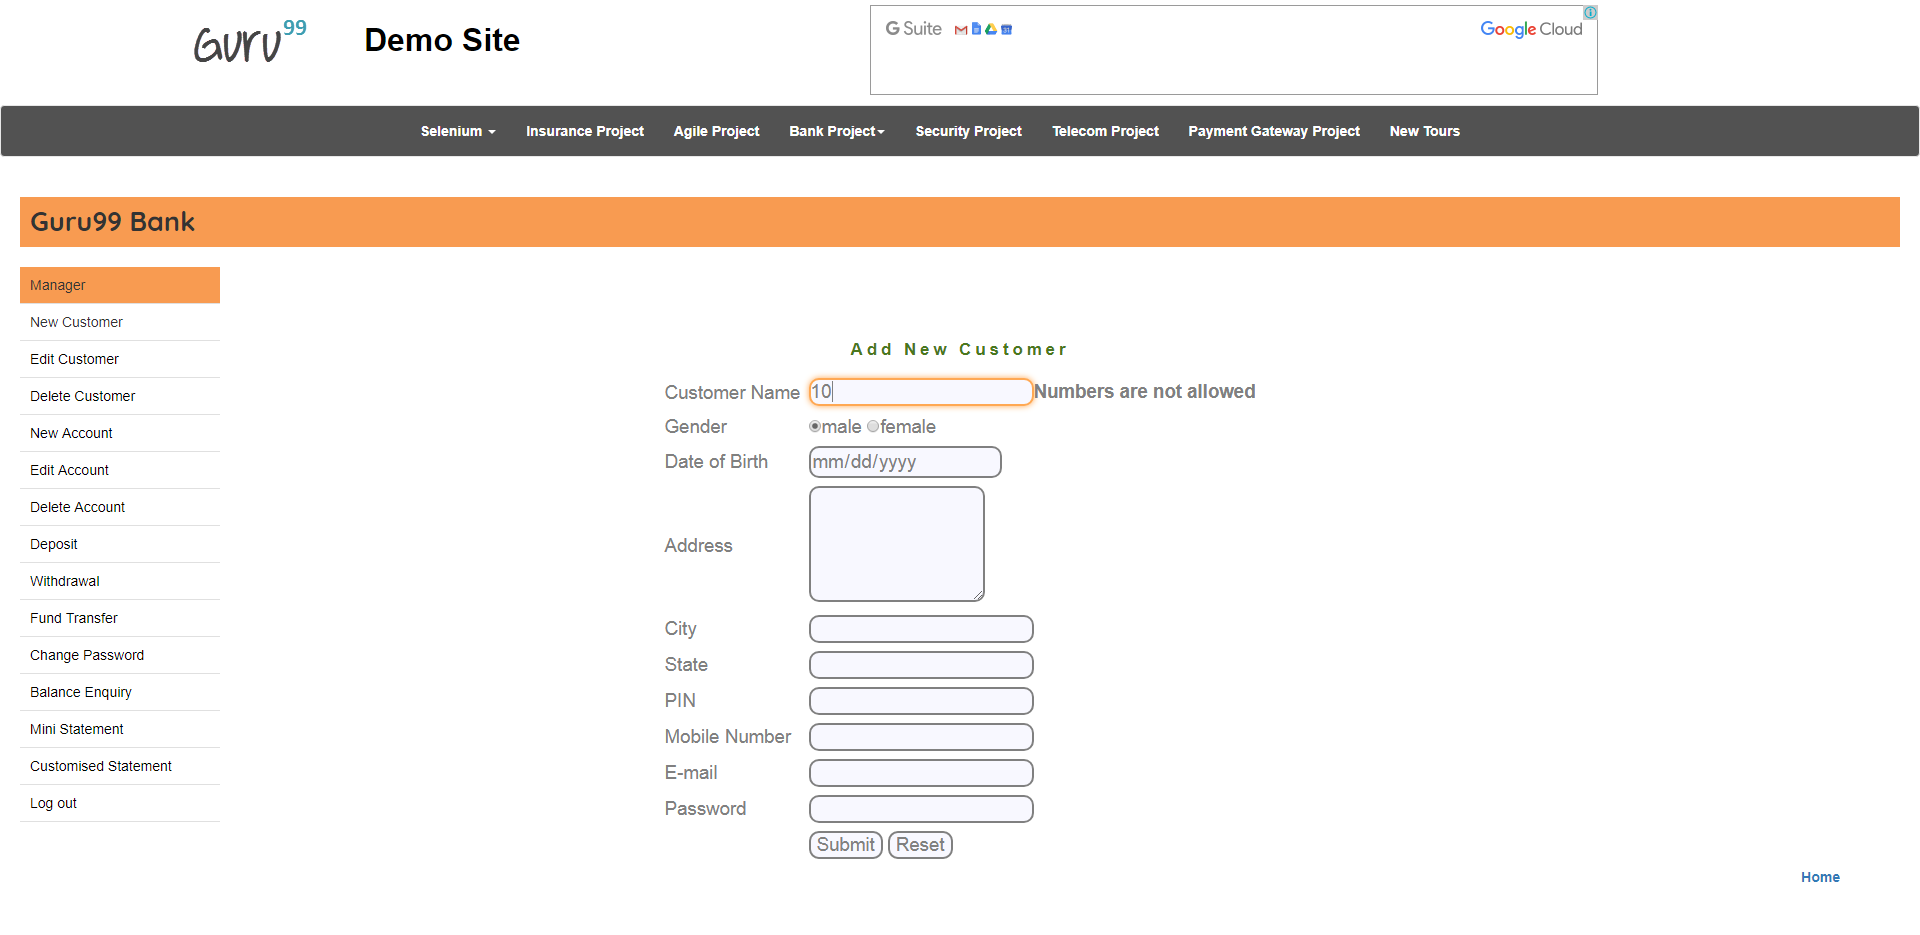 Guru99
Demo Site
G Suite
Google Cloud
Selenium
Insurance Project
Agile Project
Bank Project
Security Project
Telecom Project
Payment Gateway Project
New Tours
Guru99 Bank
Manager
New Customer
Edit Customer
Delete Customer
New Account
Edit Account
Delete Account
Deposit
Withdrawal
Fund Transfer
Change Password
Balance Enquiry
Mini Statement
Customised Statement
Log out
Add New Customer
Customer Name 10 Numbers are not allowed
Gender male female
Date of Birth mm/dd/yyyy
Address
City
State
PIN
Mobile Number
E-mail
Password
Submit Reset
Home